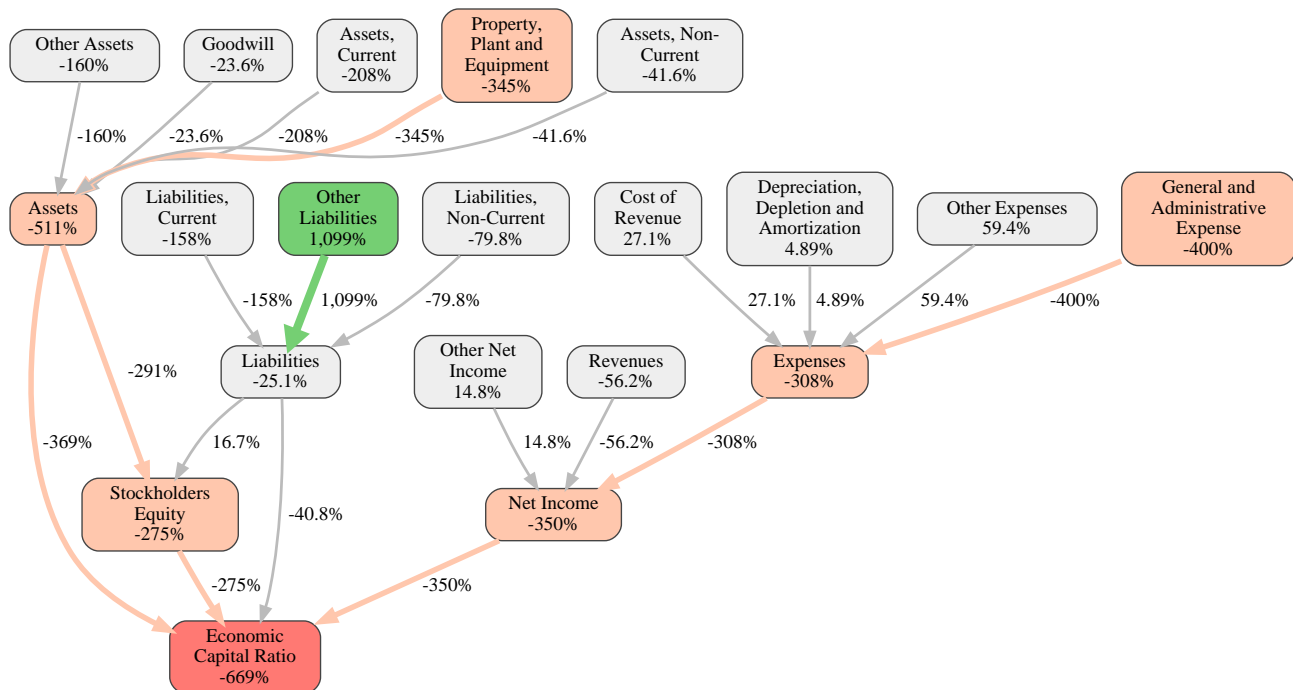 Other Assets
-160%
Goodwill
-23.6%
Assets,
Current
-208%
Property,
Plant and
Equipment
-345%
Assets, Non-
Current
-41.6%
-160%
-23.6%
-208%
-345%
-41.6%
Assets
-511%
Liabilities,
Current
-158%
Other
Liabilities
1,099%
Liabilities,
Non-Current
-79.8%
Cost of
Revenue
27.1%
Depreciation,
Depletion and
Amortization
4.89%
Other Expenses
59.4%
General and
Administrative
Expense
-400%
-158%
1,099%
-79.8%
27.1%
4.89%
59.4%
-400%
Liabilities
-25.1%
Other Net
Income
14.8%
Revenues
-56.2%
Expenses
-308%
-291%
-369%
16.7%
14.8%
-56.2%
-308%
Stockholders
Equity
-275%
-40.8%
Net Income
-350%
-275%
-350%
Economic
Capital Ratio
-669%